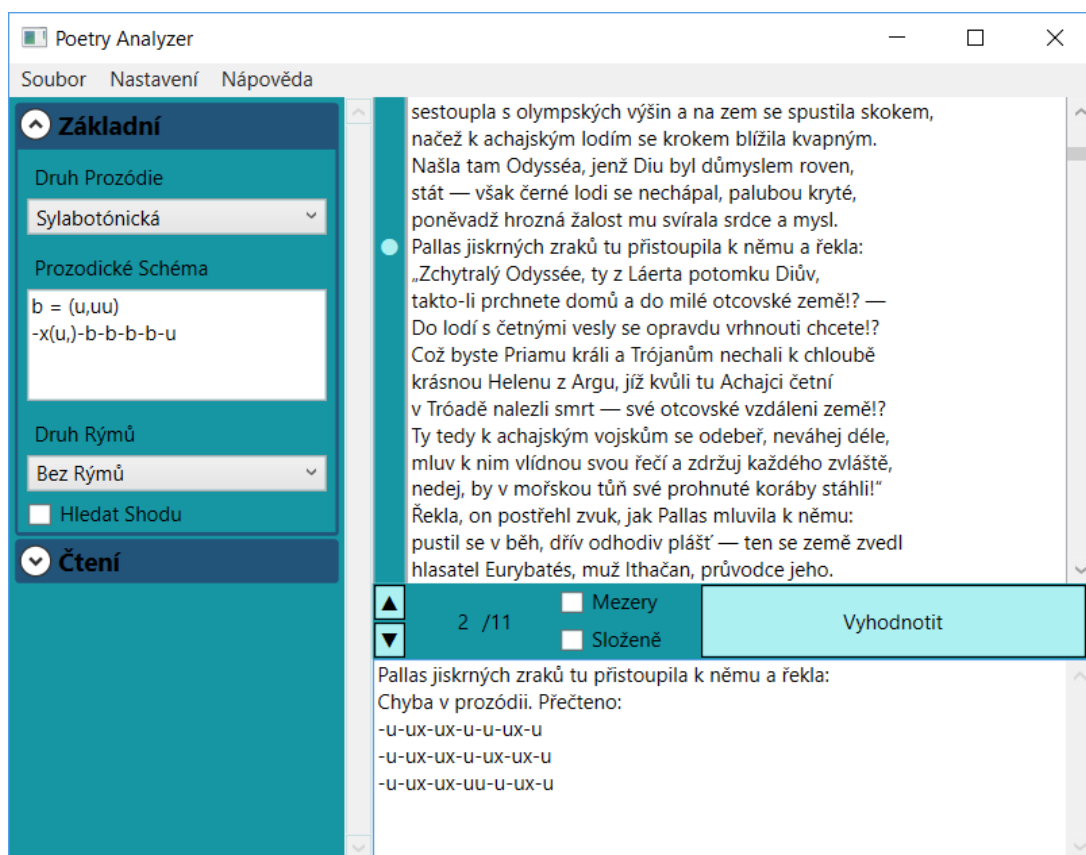 Poetry Analyzer
Soubor Nastavení Nápověda
Základní
Druh Prozódie
Sylabotónická
Prozodické Schéma
b = (u,uu)
-x(u,)-b-b-b-b-u
Druh Rýmů
Bez Rýmů
Hledat Shodu
Čtení
sestoupla s olympských výšin a na zem se spustila skokem,
načež k achajským lodím se krokem blížila kvapným.
Našla tam Odysséa, jenž Diu byl důmyslem roven,
stát — však černé lodi se nechápal, palubou kryté,
poněvadž hrozná žalost mu svírala srdce a mysl.
Pallas jiskrných zraků tu přistoupila k němu a řekla:
„Zchytralý Odyssée, ty z Láerta potomku Diův,
takto-li prchnete domů a do milé otcovské země!? —
Do lodí s četnými vesly se opravdu vrhnouti chcete!?
Což byste Priamu králi a Trójanům nechali k chloubě
krásnou Helenu z Argu, jíž kvůli tu Achajci četní
v Tróadě nalezli smrt — své otcovské vzdáleni země!?
Ty tedy k achajským vojskům se odebeř, neváhej déle,
mluv k nim vlídnou svou řečí a zdržuj každého zvláště,
nedej, by v mořskou tůň své prohnuté koráby stáhli!“
Řekla, on postřehl zvuk, jak Pallas mluvila k němu:
pustil se v běh, dřív odhodiv plášť — ten se země zvedl
hlasatel Eurybatés, muž Ithačan, průvodce jeho.
2 /11
Mezery
Složeně
Vyhodnotit
Pallas jiskrných zraků tu přistoupila k němu a řekla:
Chyba v prozódii. Přečteno:
-u-ux-ux-u-u-ux-u
-u-ux-ux-u-ux-ux-u
-u-ux-ux-uu-u-ux-u